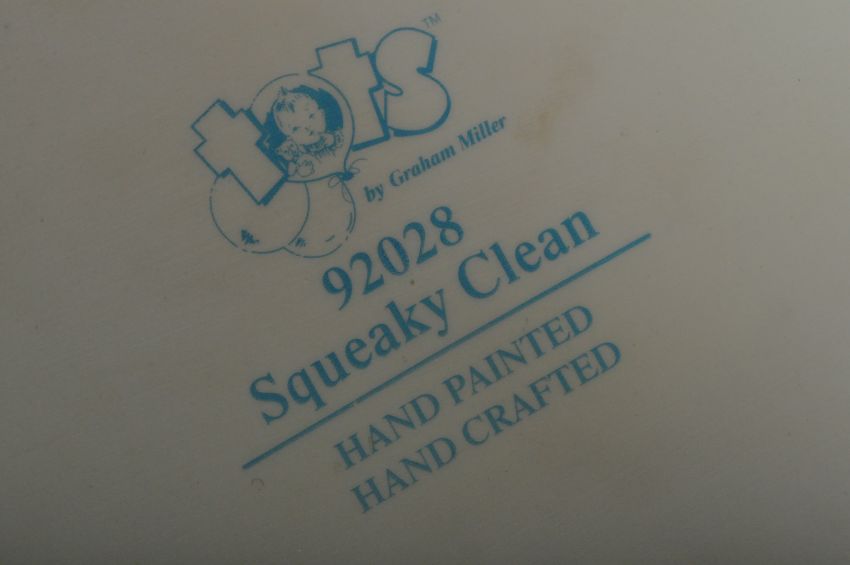 tots™
by Graham Miller
92028
Squeaky Clean
HAND PAINTED
HAND CRAFTED